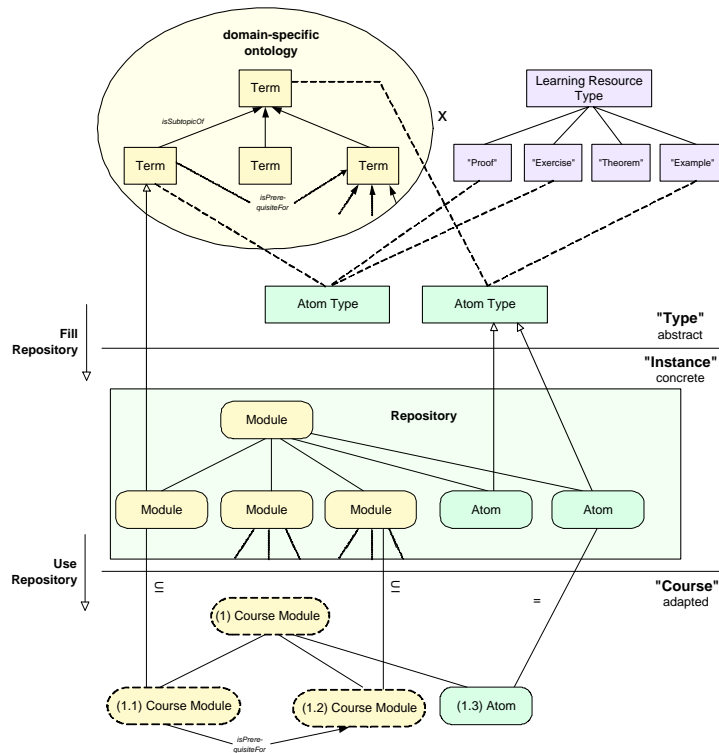 domain-specific
ontology
Term
isSubtopicOf
Term
Term
Term
isPrere-
quisiteFor
X
Learning Resource
Type
"Proof"
"Exercise"
"Theorem"
"Example"
Atom Type
Atom Type
"Type"
abstract
Fill
Repository
"Instance"
concrete
Repository
Module
Module
Module
Module
Atom
Atom
Use
Repository
⊆
⊆
=
"Course"
adapted
(1) Course Module
(1.1) Course Module
(1.2) Course Module
(1.3) Atom
isPrere-
quisiteFor